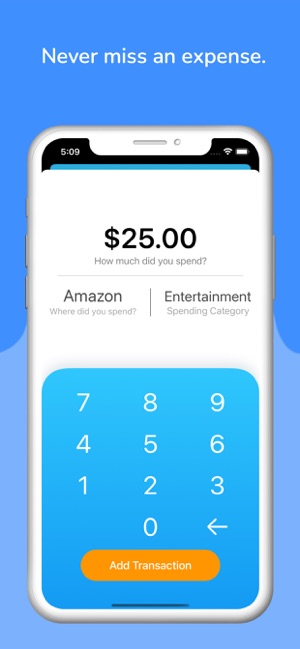 Never miss an expense.
5:09
$25.00
How much did you spend?
Amazon Entertainment
Where did you spend? Spending Category
7 8 9
4 5 6
1 2 3
0 ←
Add Transaction